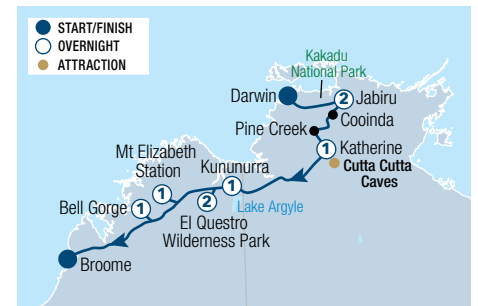 START/FINISH
1 OVERNIGHT
ATTRACTION
Kakadu
National Park
Darwin
2 Jabiru
Cooinda
Pine Creek
1 Katherine
Cutta Cutta
Caves
Mt Elizabeth
Station
Kununurra
1
1
Bell Gorge 1
2
Lake Argyle
El Questro
Wilderness Park
Broome